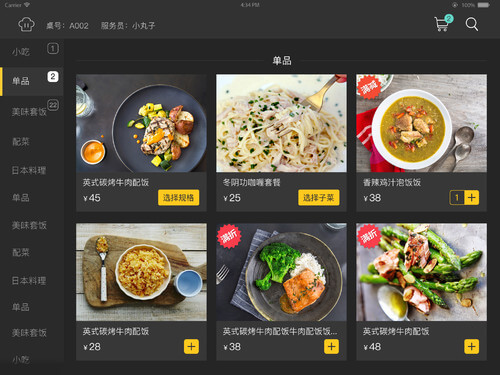 Carrier
4:34 PM
100%
桌号：A002 服务员：小丸子
2
小吃 1
单品 2
美味套饭 22
配菜
日本料理
单品
美味套饭
配菜
日本料理
单品
美味套饭
小吃
单品
英式碳烤牛肉配饭
¥45 选择规格
冬阴功咖喱套餐
¥25 选择子菜
满减
香辣鸡汁泡饭饭
¥38 1 +
英式碳烤牛肉配饭
¥28 +
满折
英式碳烤牛肉配饭牛肉配饭饭...
¥38 +
满折
英式碳烤牛肉配饭
¥48 +